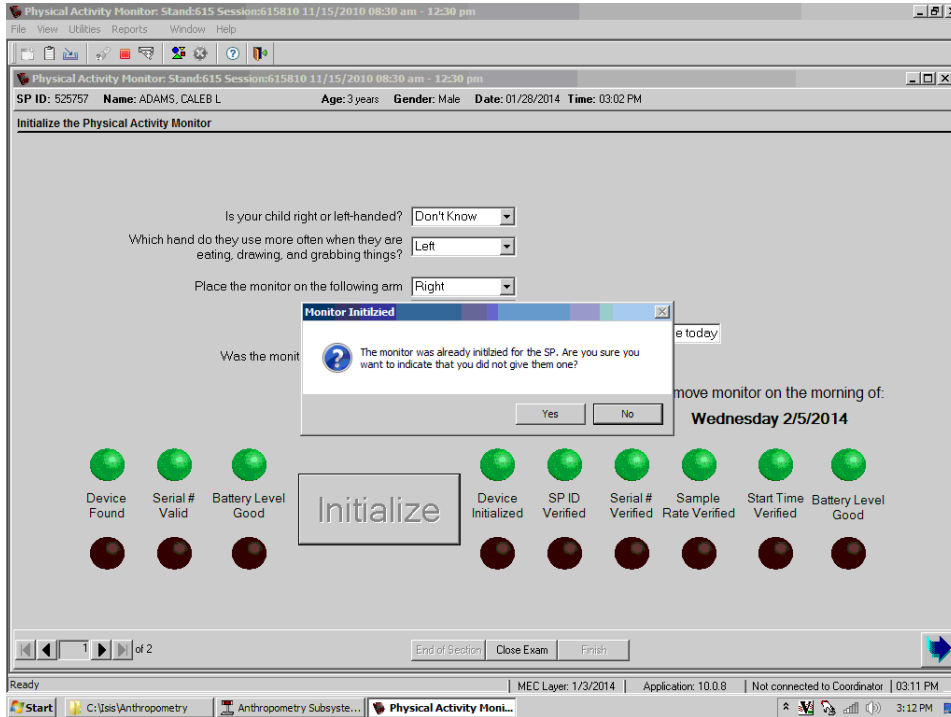 Physical Activity Monitor: Stand:615 Session:615810 11/15/2010 08:30 am - 12:30 pm
File View Utilities Reports Window Help
Physical Activity Monitor: Stand:615 Session:615810 11/15/2010 08:30 am - 12:30 pm
SP ID: 525757 Name: ADAMS, CALEB L Age: 3 years Gender: Male Date: 01/28/2014 Time: 03:02 PM
Initialize the Physical Activity Monitor
Is your child right or left-handed? Don't Know
Which hand do they use more often when they are
eating, drawing, and grabbing things? Left
Place the monitor on the following arm Right
Monitor Initilzied
e today
The monitor was already initilzied for the SP. Are you sure you
want to indicate that you did not give them one?
Was the monit
Yes No
move monitor on the morning of:
Wednesday 2/5/2014
Initialize
Device Found
Serial # Valid
Battery Level Good
Device Initialized
SP ID Verified
Serial # Verified
Sample Rate Verified
Start Time Verified
Battery Level Good
1 of 2
End of Section Close Exam Finish
Ready MEC Layer: 1/3/2014 Application: 10.0.8 Not connected to Coordinator 03:11 PM
Start C:\Isis\Anthropometry Anthropometry Subsyste... Physical Activity Moni... 3:12 PM